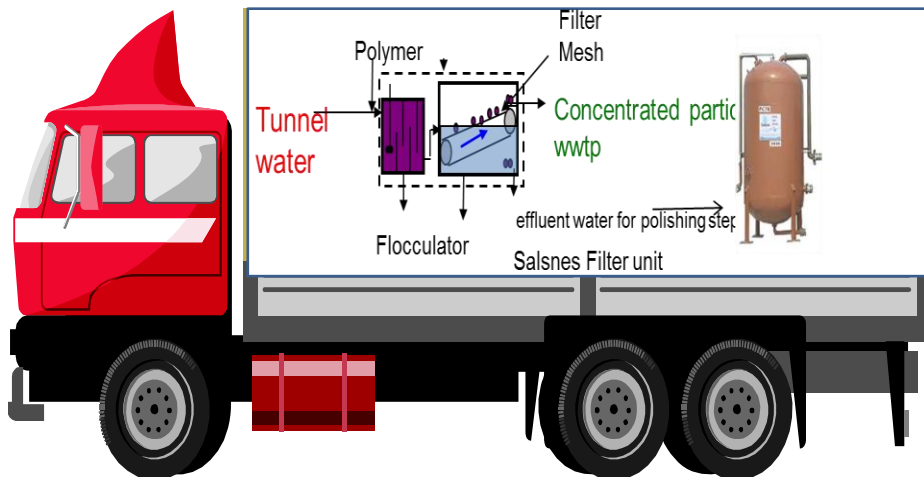 Filter
Mesh
Polymer
Tunnel
water
Concentrated partic
wwtp
effluent water for polishing step
Flocculator
Salsnes Filter unit